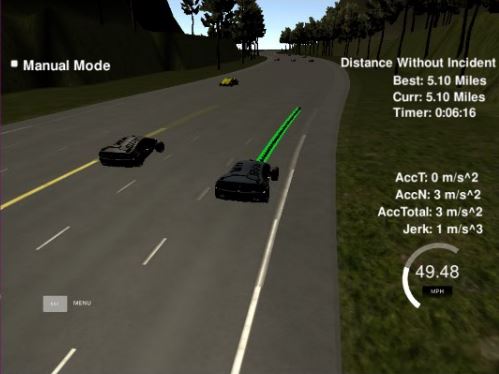 Manual Mode
Distance Without Incident
Best: 5.10 Miles
Curr: 5.10 Miles
Timer: 0:06:16
AccT: 0 m/s^2
AccN: 3 m/s^2
AccTotal: 3 m/s^2
Jerk: 1 m/s^3
49.48
MPH
MENU